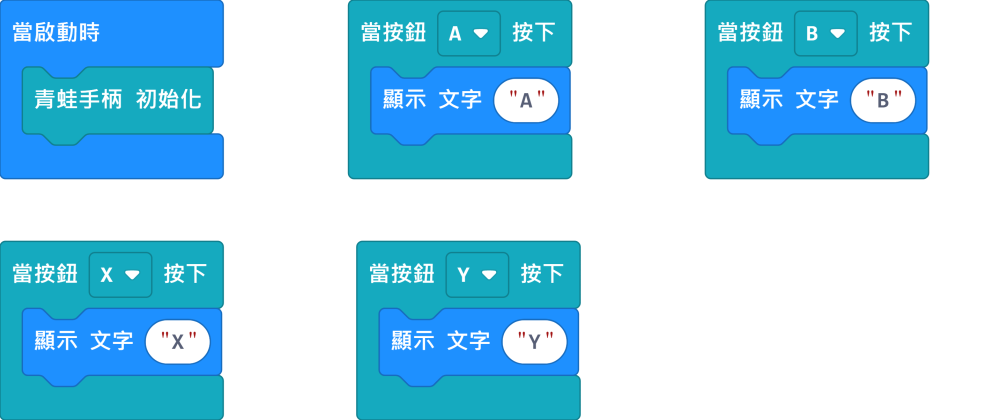 當啟動時
青蛙手柄 初始化
當按鈕 A 按下
顯示 文字 "A"
當按鈕 B 按下
顯示 文字 "B"
當按鈕 X 按下
顯示 文字 "X"
當按鈕 Y 按下
顯示 文字 "Y"